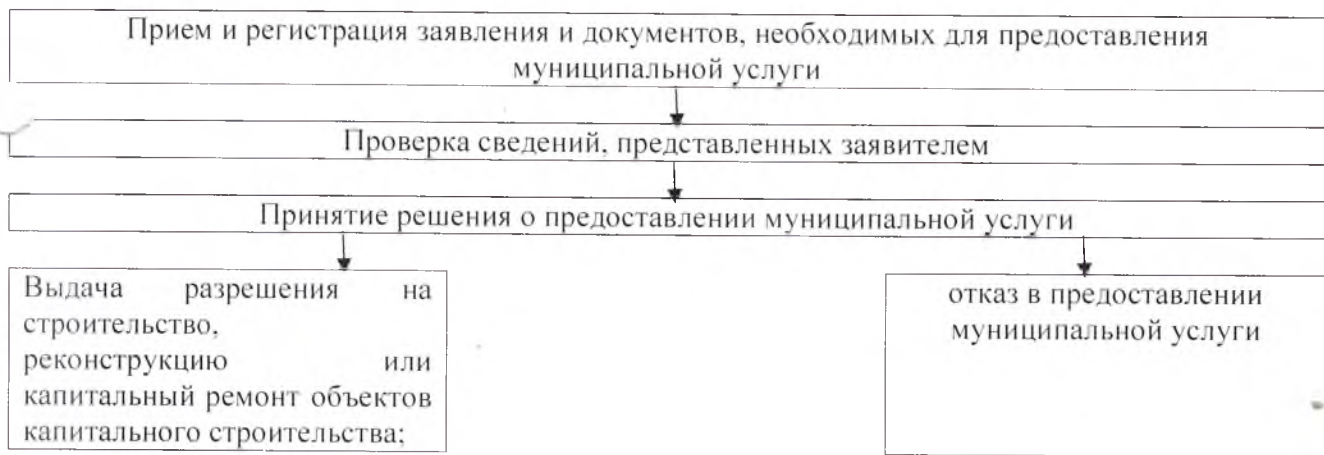 Прием и регистрация заявления и документов, необходимых для предоставления
муниципальной услуги
Проверка сведений, представленных заявителем
Принятие решения о предоставлении муниципальной услуги
Выдача разрешения на
строительство,
реконструкцию или
капитальный ремонт объектов
капитального строительства;
отказ в предоставлении
муниципальной услуги